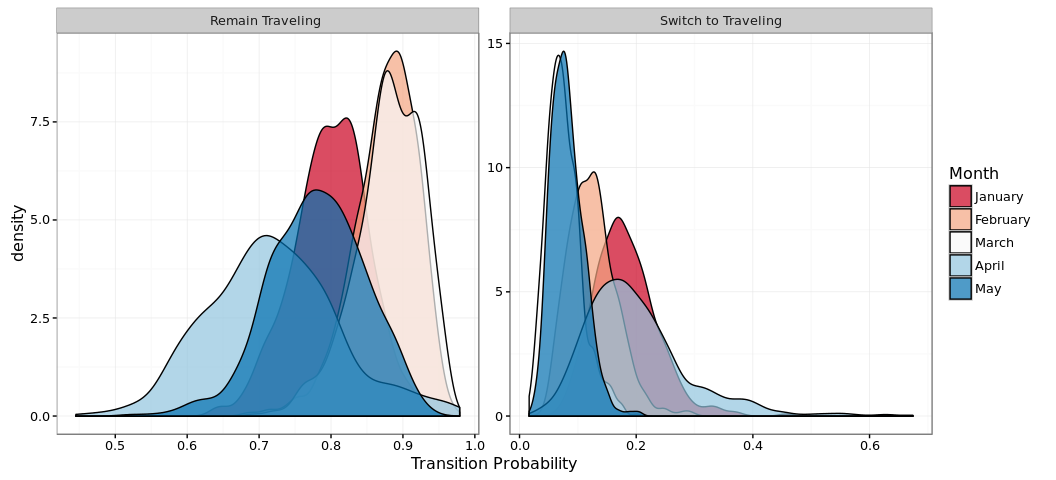 Remain Traveling
Switch to Traveling
density
0.0
2.5
5.0
7.5
0
5
10
15
0.5 0.6 0.7 0.8 0.9 1.0
0.0 0.2 0.4 0.6
Transition Probability
Month
January
February
March
April
May